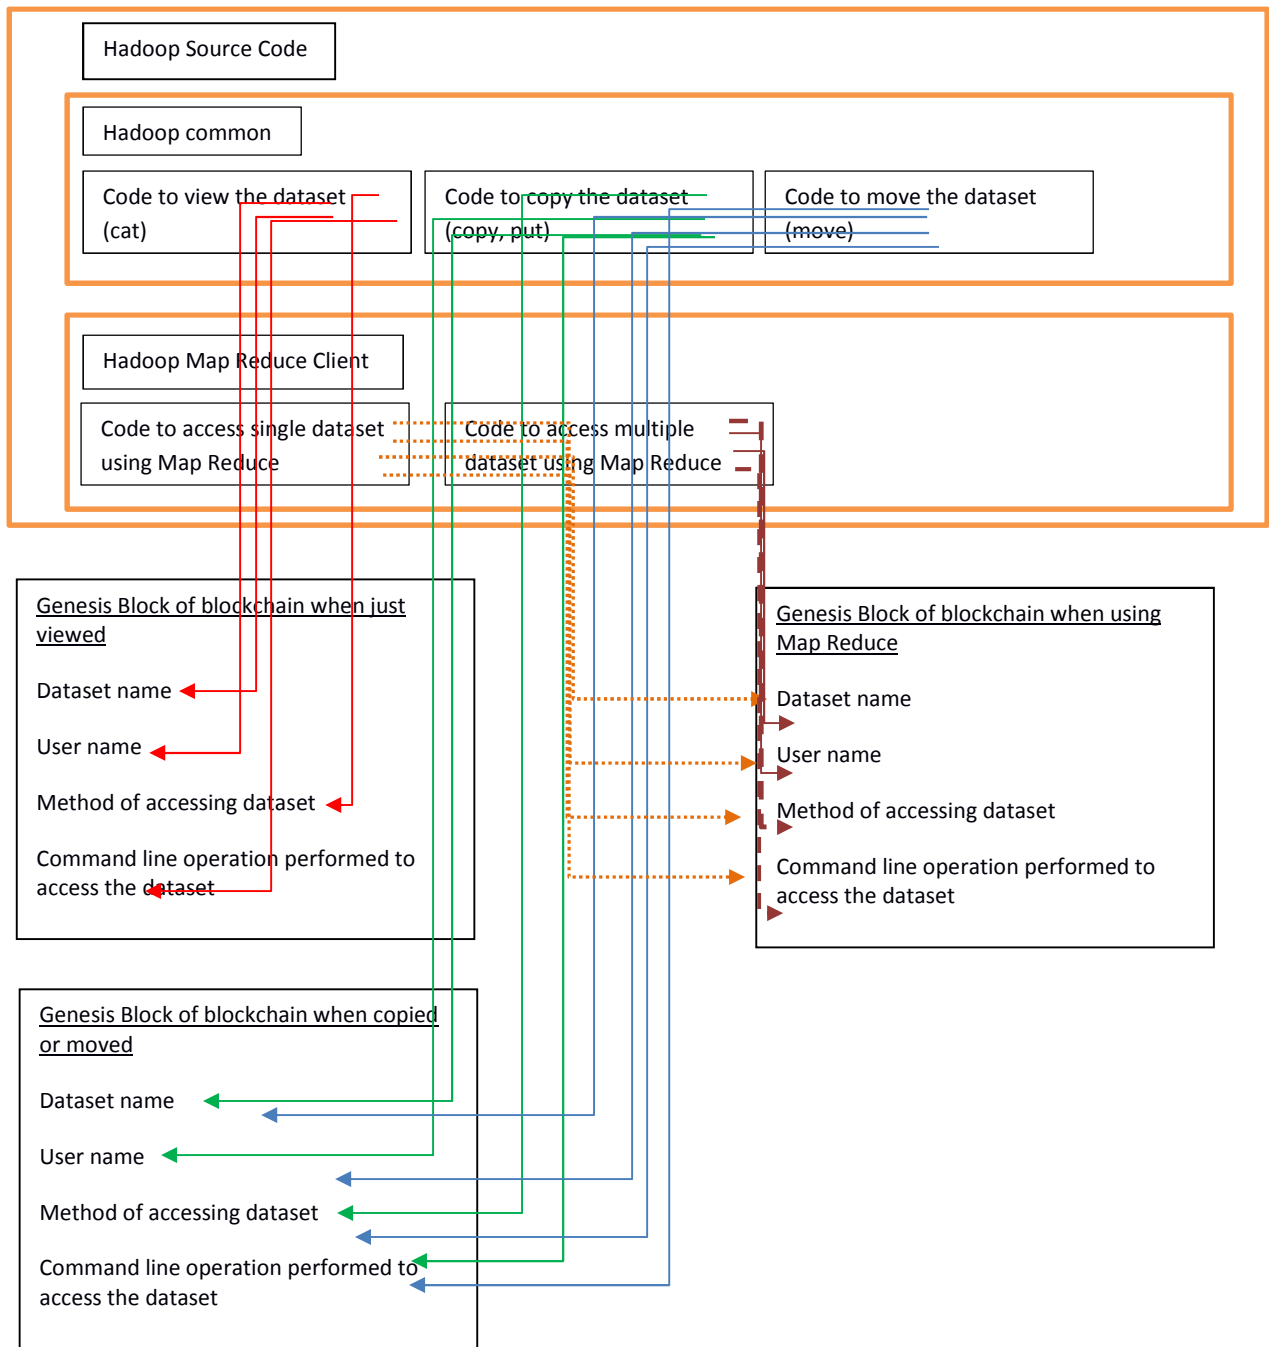 Hadoop Source Code
Hadoop common
Code to view the dataset
(cat)
Code to copy the dataset
(copy, put)
Code to move the dataset
(move)
Hadoop Map Reduce Client
Code to access single dataset
using Map Reduce
Code to access multiple
dataset using Map Reduce
Genesis Block of blockchain when just
viewed
Dataset name
User name
Method of accessing dataset
Command line operation performed to
access the dataset
Genesis Block of blockchain when using
Map Reduce
Dataset name
User name
Method of accessing dataset
Command line operation performed to
access the dataset
Genesis Block of blockchain when copied
or moved
Dataset name
User name
Method of accessing dataset
Command line operation performed to
access the dataset